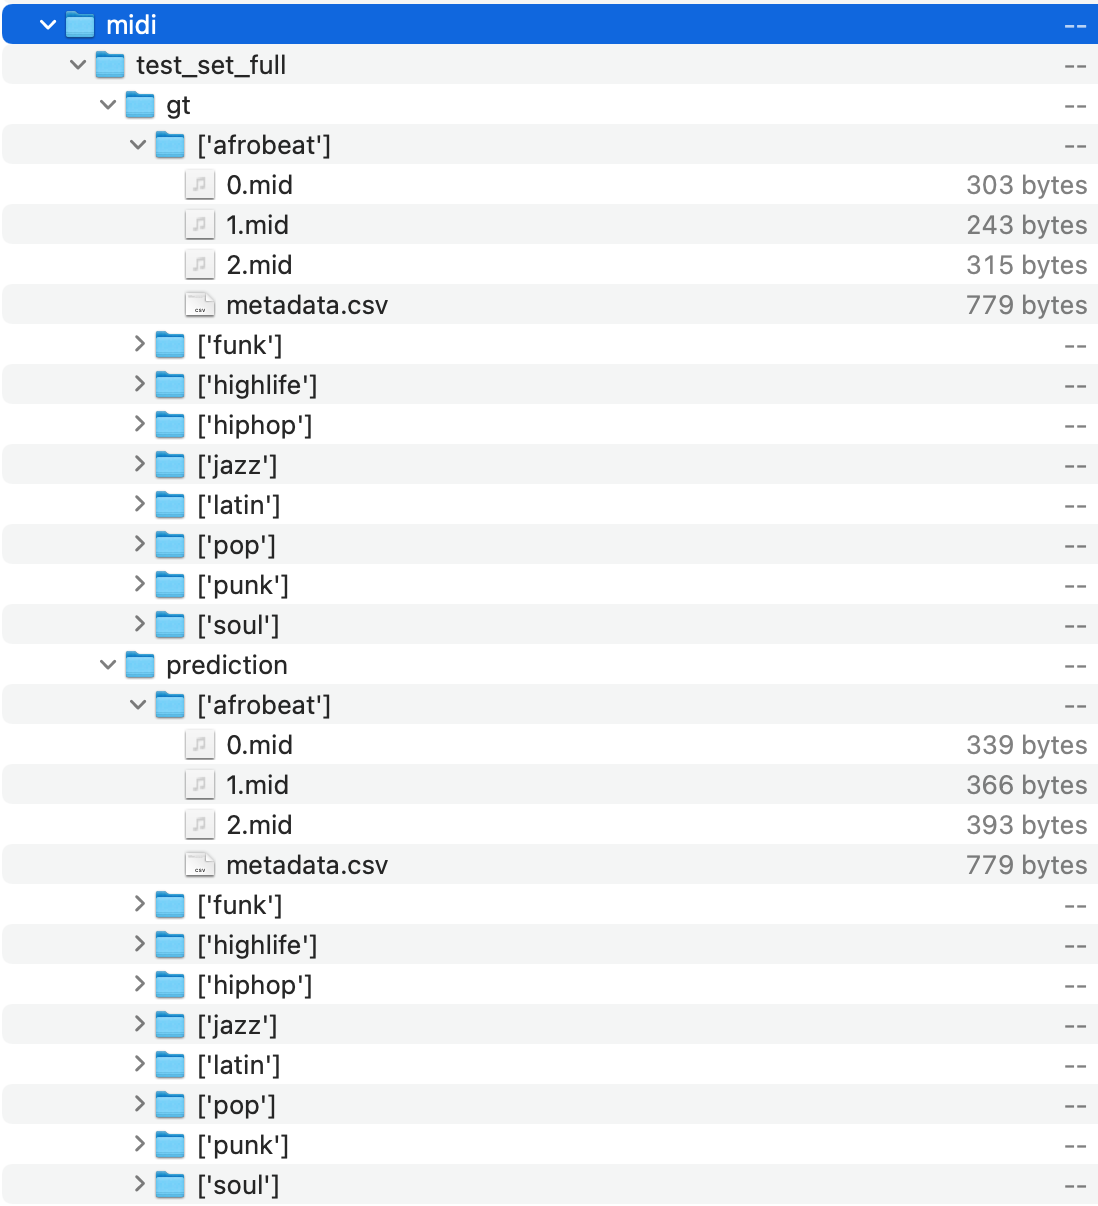 midi --
test_set_full --
gt --
['afrobeat'] --
0.mid 303 bytes
1.mid 243 bytes
2.mid 315 bytes
csv metadata.csv 779 bytes
['funk'] --
['highlife'] --
['hiphop'] --
['jazz'] --
['latin'] --
['pop'] --
['punk'] --
['soul'] --
prediction --
['afrobeat'] --
0.mid 339 bytes
1.mid 366 bytes
2.mid 393 bytes
csv metadata.csv 779 bytes
['funk'] --
['highlife'] --
['hiphop'] --
['jazz'] --
['latin'] --
['pop'] --
['punk'] --
['soul'] --